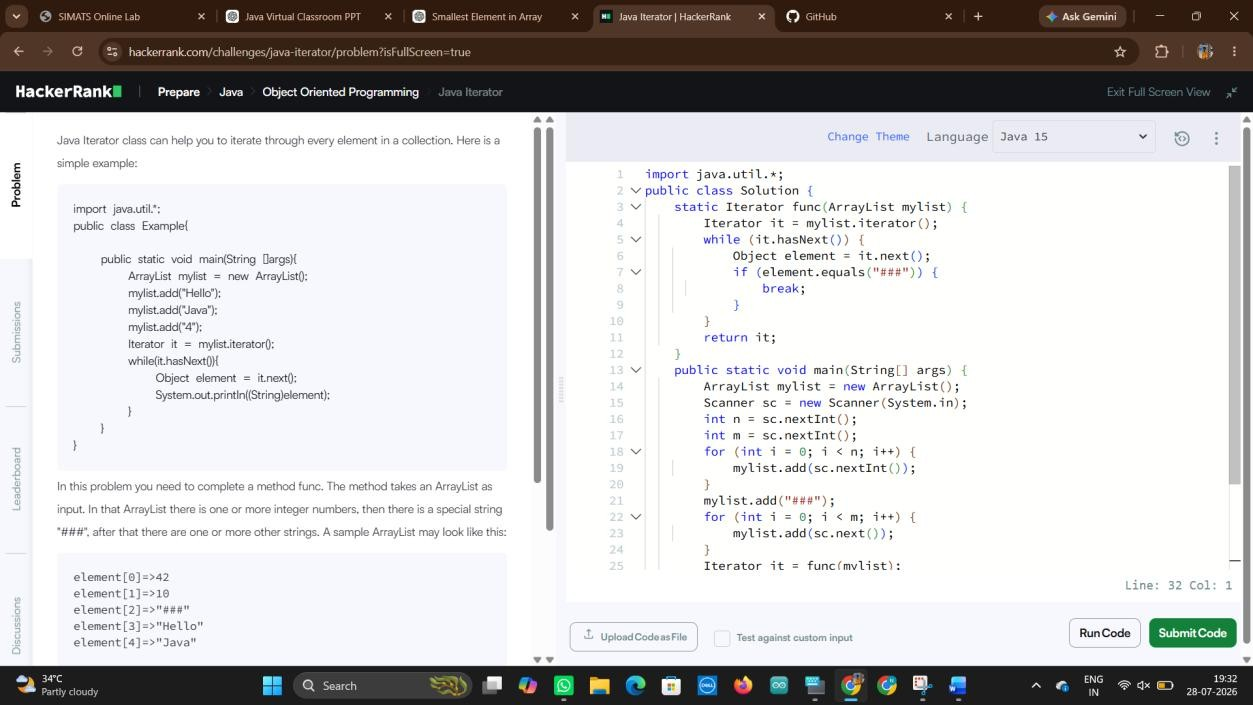 SIMATS Online Lab
Java Virtual Classroom PPT
Smallest Element in Array
Java Iterator | HackerRank
GitHub
Ask Gemini
hackerrank.com/challenges/java-iterator/problem?isFullScreen=true
HackerRank
Prepare
Java
Object Oriented Programming
Java Iterator
Exit Full Screen View
Problem
Submissions
Leaderboard
Discussions
Java Iterator class can help you to iterate through every element in a collection. Here is a
simple example:
import java.util.*;
public class Example{
public static void main(String []args){
ArrayList mylist = new ArrayList();
mylist.add("Hello");
mylist.add("Java");
mylist.add("4");
Iterator it = mylist.iterator();
while(it.hasNext()){
Object element = it.next();
System.out.println((String)element);
}
}
}
In this problem you need to complete a method func. The method takes an ArrayList as
input. In that ArrayList there is one or more integer numbers, then there is a special string
"###", after that there are one or more other strings. A sample ArrayList may look like this:
element[0]=>42
element[1]=>10
element[2]=>"###"
element[3]=>"Hello"
element[4]=>"Java"
Change Theme Language Java 15
1 import java.util.*;
2 public class Solution {
3 static Iterator func(ArrayList mylist) {
4 Iterator it = mylist.iterator();
5 while (it.hasNext()) {
6 Object element = it.next();
7 if (element.equals("###")) {
8 break;
9 }
10 }
11 return it;
12 }
13 public static void main(String[] args) {
14 ArrayList mylist = new ArrayList();
15 Scanner sc = new Scanner(System.in);
16 int n = sc.nextInt();
17 int m = sc.nextInt();
18 for (int i = 0; i < n; i++) {
19 mylist.add(sc.nextInt());
20 }
21 mylist.add("###");
22 for (int i = 0; i < m; i++) {
23 mylist.add(sc.next());
24 }
25 Iterator it = func(mylist);
Line: 32 Col: 1
Upload Code as File
Test against custom input
Run Code
Submit Code
34°C
Partly cloudy
Search
DELL
ENG
IN
19:32
28-07-2026